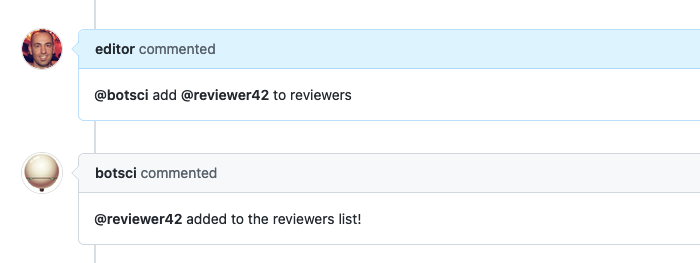 editor commented
@botsci add @reviewer42 to reviewers
botsci commented
@reviewer42 added to the reviewers list!